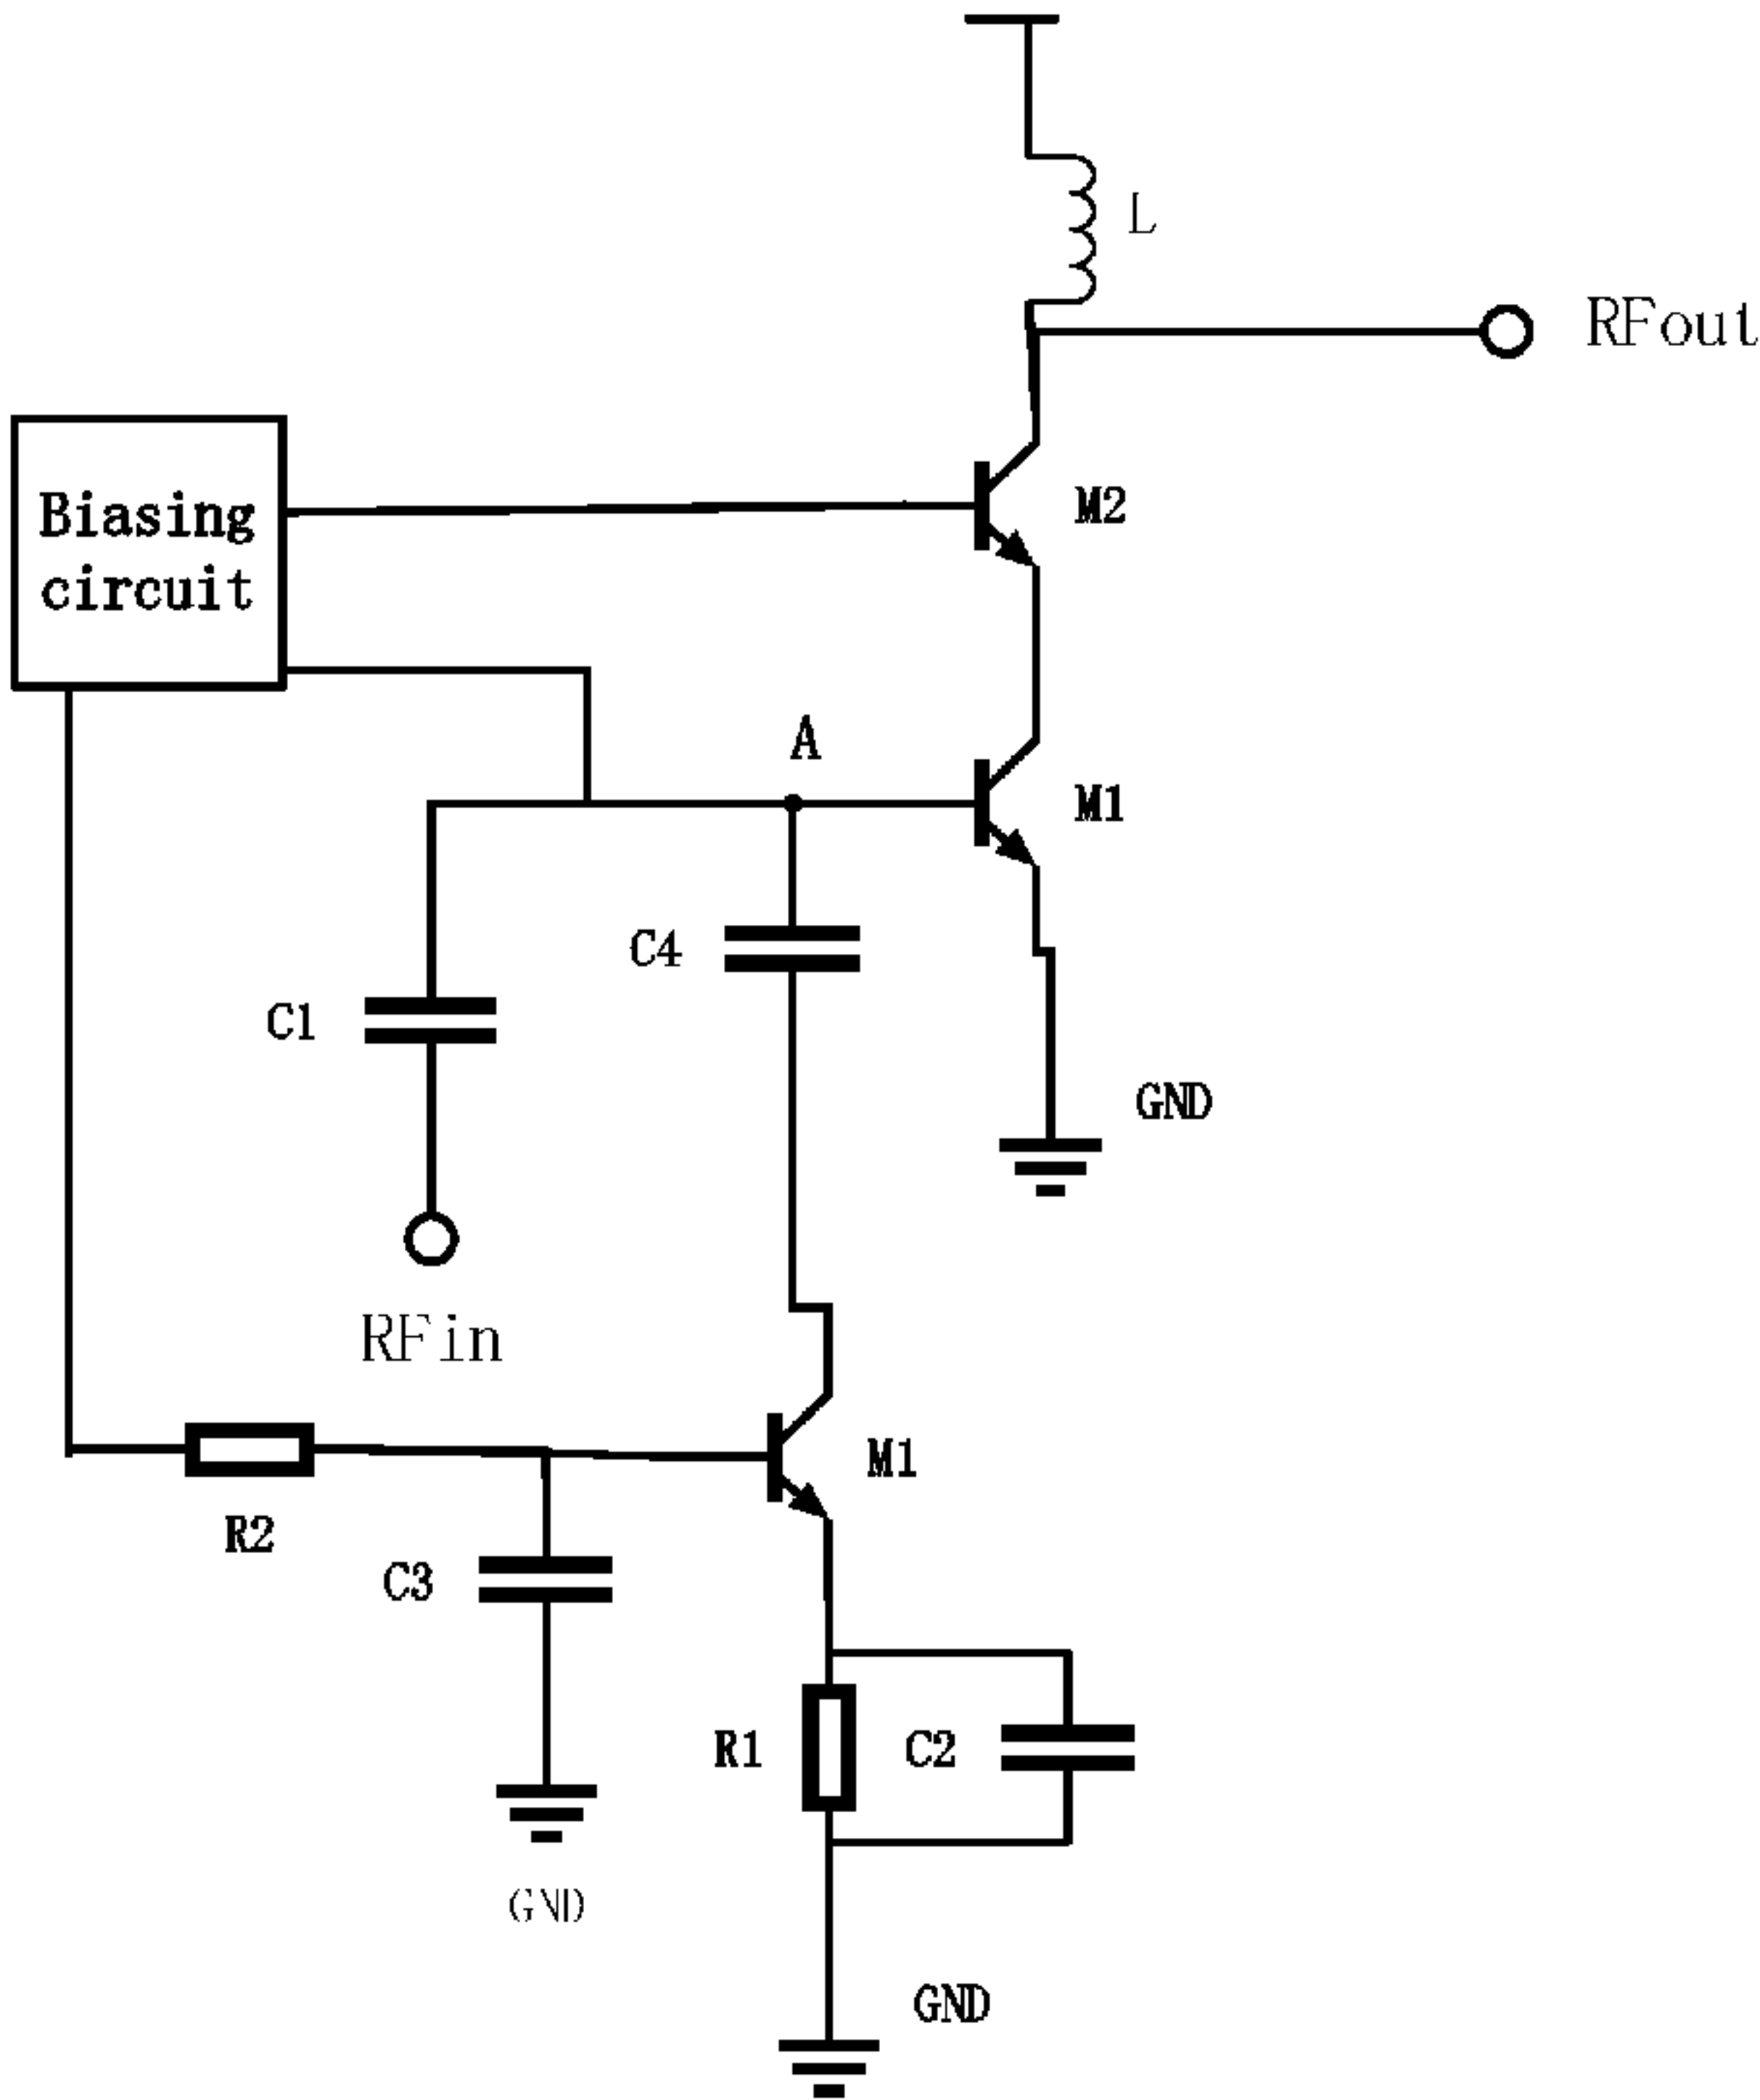 L
RFout
Biasing
circuit
M2
A
M1
C4
C1
GND
RFin
M1
R2
C3
R1
C2
GND
GND